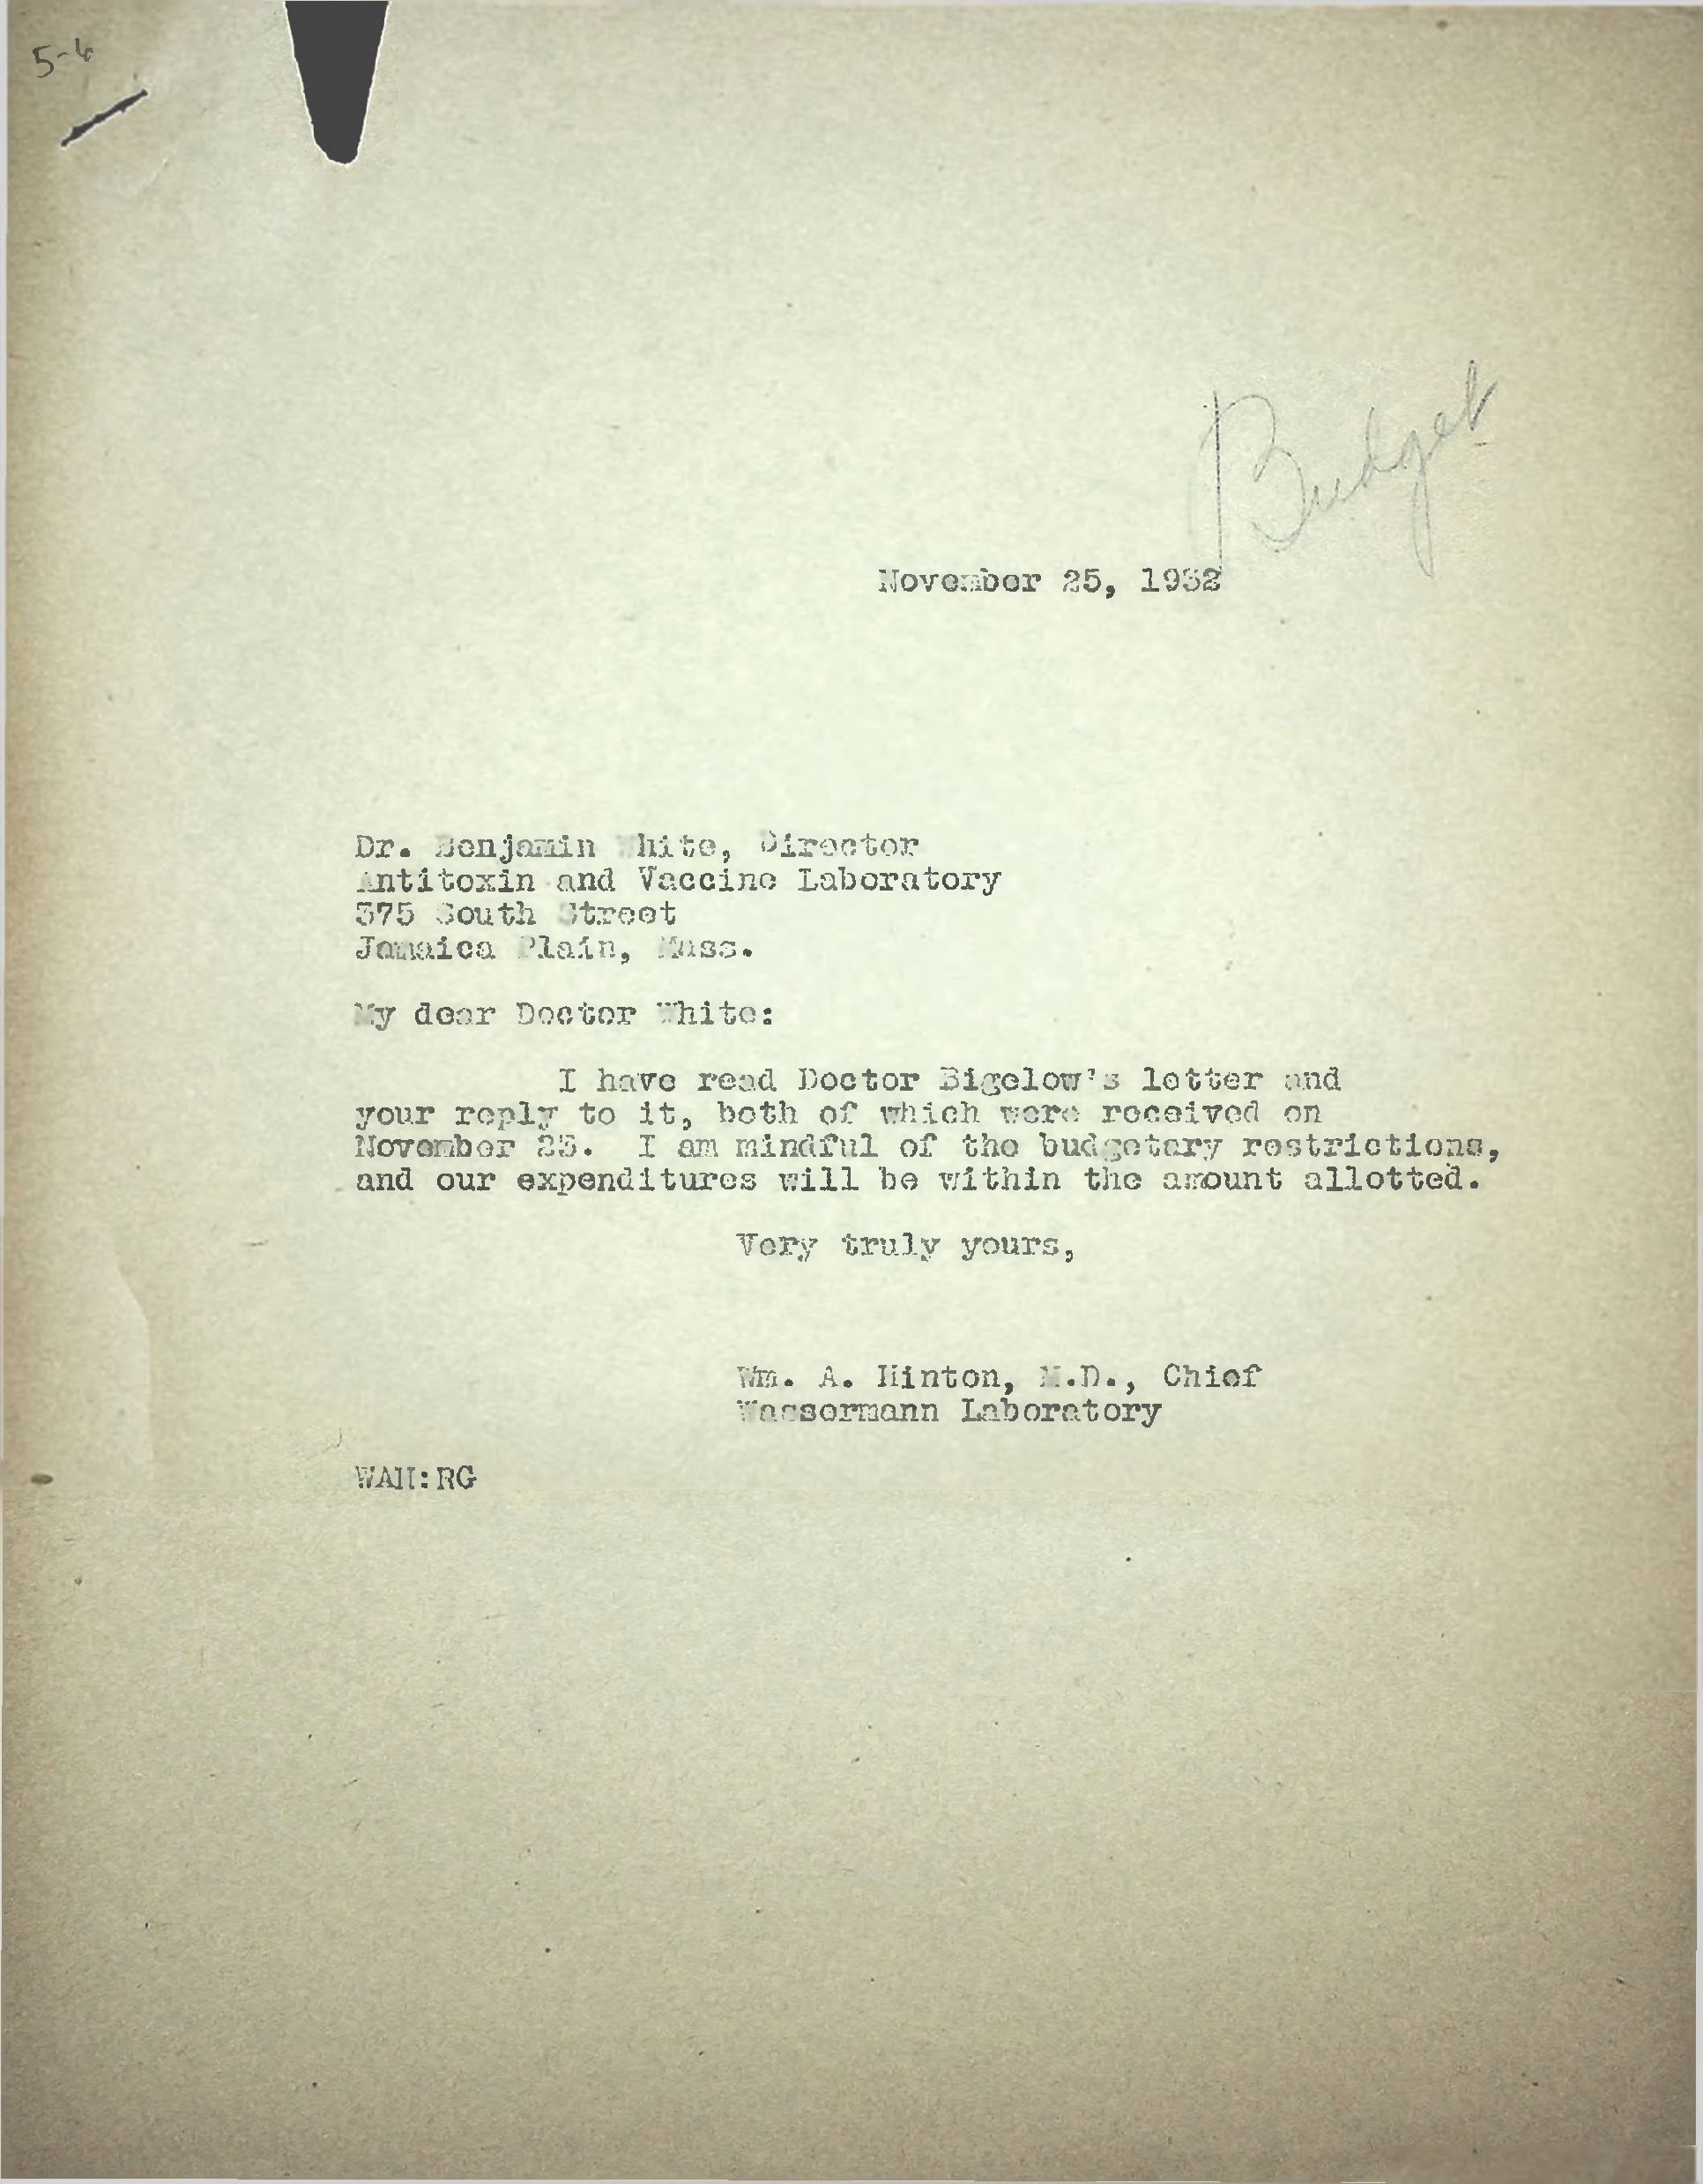 5-6
Budget
November 25, 1932
Dr. Benjamin White, Director
Antitoxin and Vaccine Laboratory
375 South Street
Jamaica Plain, Mass.
My dear Doctor White:
I have read Doctor Bigelow's letter and
your reply to it, both of which were received on
November 23. I am mindful of the budgetary restrictions,
and our expenditures will be within the amount allotted.
Very truly yours,
Wm. A. Hinton, M.D., Chief
Wassermann Laboratory
WAH:RG